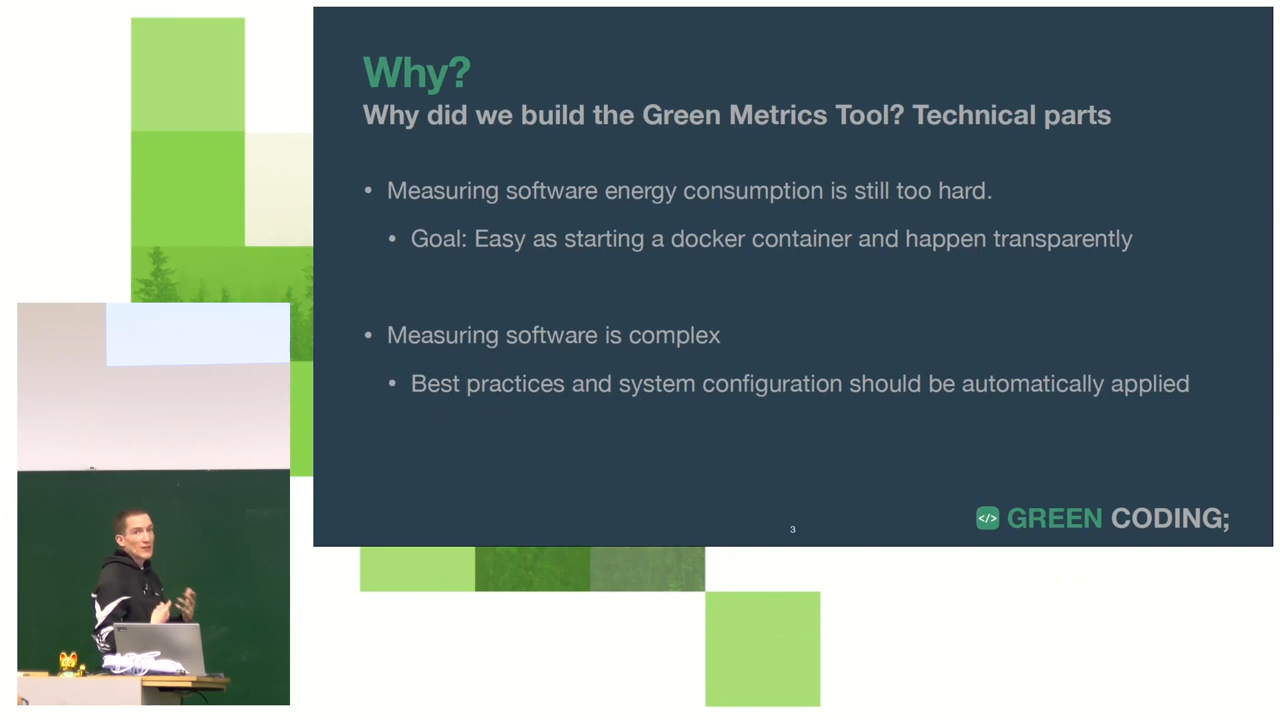 Why?
Why did we build the Green Metrics Tool? Technical parts
• Measuring software energy consumption is still too hard.
• Goal: Easy as starting a docker container and happen transparently
• Measuring software is complex
• Best practices and system configuration should be automatically applied
3
</> GREEN CODING;